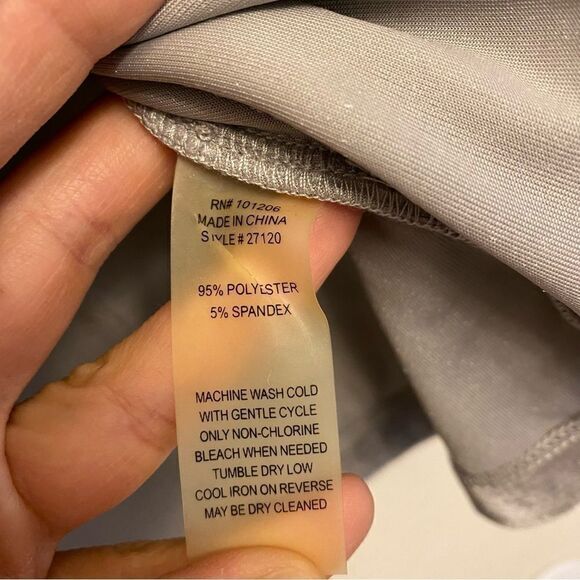 RN# 101206
MADE IN CHINA
STYLE # 27120
95% POLYESTER
5% SPANDEX
MACHINE WASH COLD
WITH GENTLE CYCLE
ONLY NON-CHLORINE
BLEACH WHEN NEEDED
TUMBLE DRY LOW
COOL IRON ON REVERSE
MAY BE DRY CLEANED